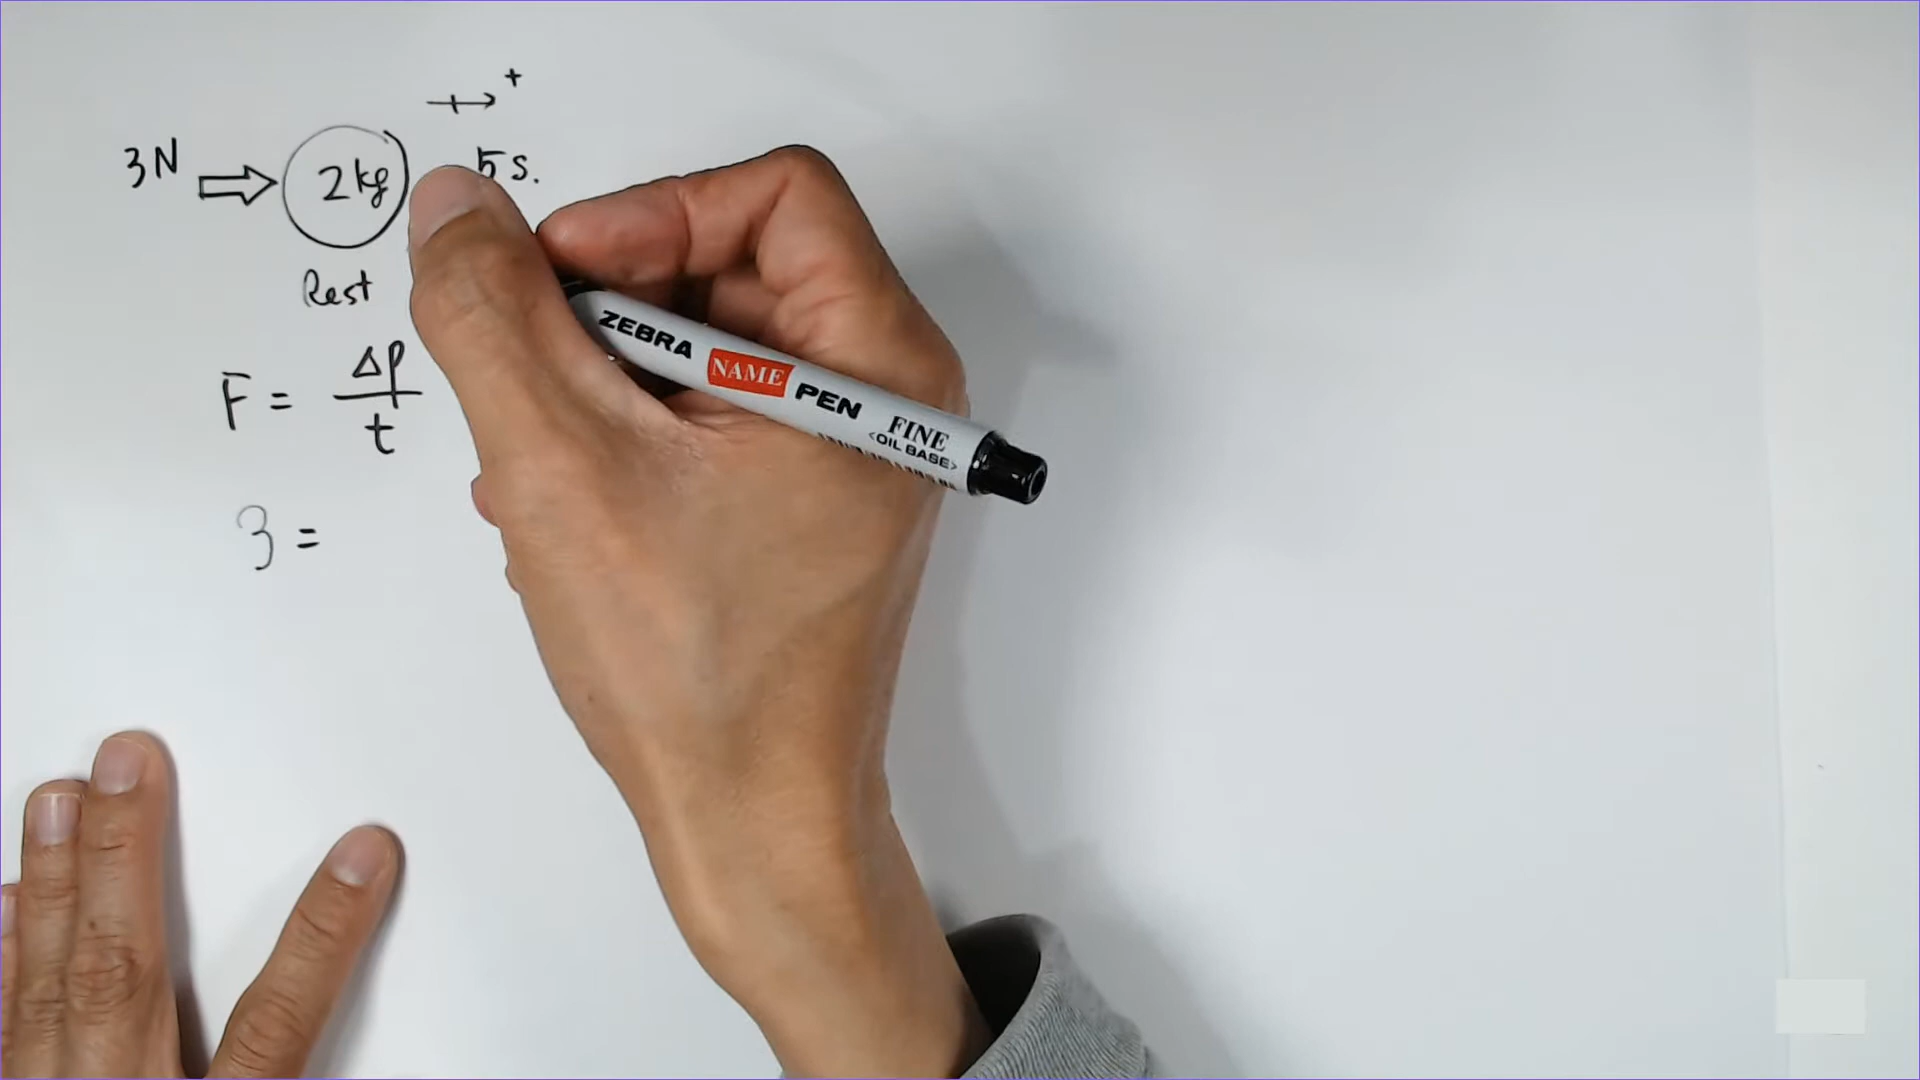 +
3N 2kg 5s.
Rest
F = Δp/t
3 =
ZEBRA NAME PEN FINE
<OIL BASE>